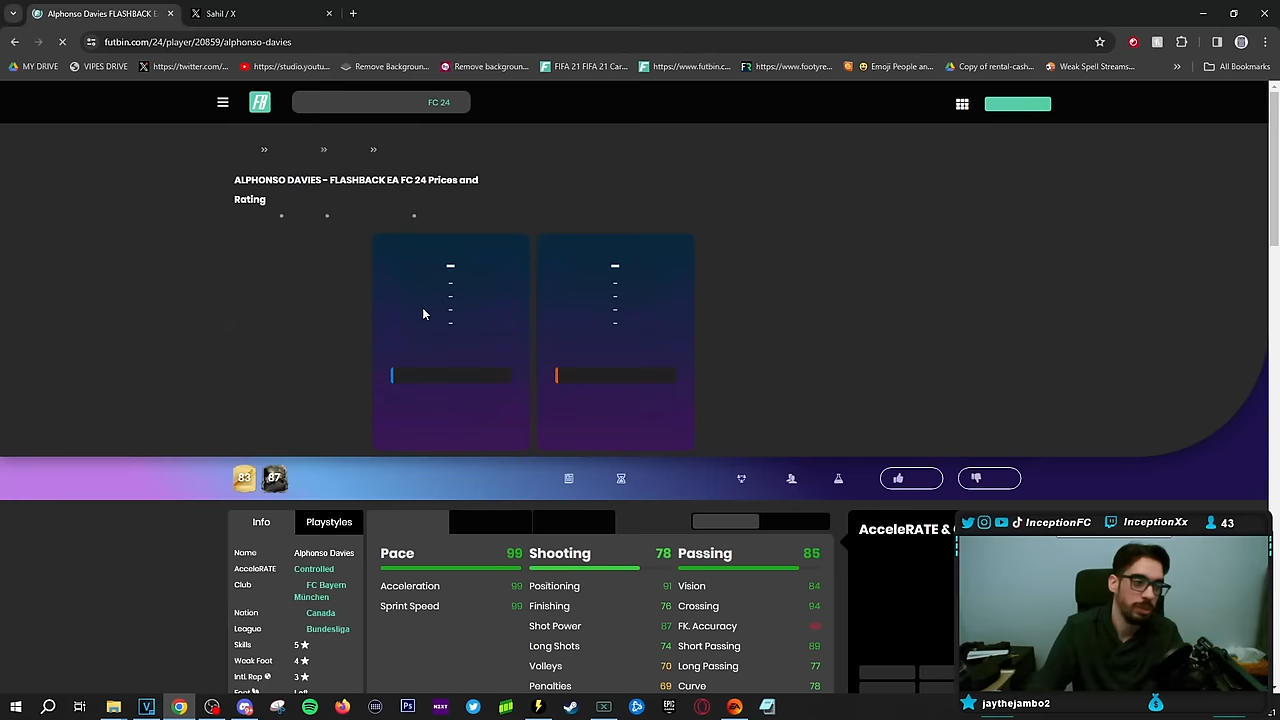 Alphonso Davies FLASHBACK E
Sahil / X
futbin.com/24/player/20859/alphonso-davies
MY DRIVE
VIPES DRIVE
https://twitter.com/...
https://studio.youtu...
Remove Backgroun...
Remove backgroun...
FIFA 21 FIFA 21 Car...
https://www.futbin.c...
https://www.footyre...
Emoji People an...
Copy of rental-cash...
Weak Spell Streams...
»
All Bookmarks
FC 24
» » »
ALPHONSO DAVIES - FLASHBACK EA FC 24 Prices and
Rating
83
87
Info
Playstyles
Name Alphonso Davies
AcceleRATE Controlled
Club FC Bayern
München
Nation Canada
League Bundesliga
Skills 5
Weak Foot 4
Intl. Rep 3
Pace 99
Acceleration 99
Sprint Speed 99
Shooting 78
Positioning 91
Finishing 76
Shot Power 87
Long Shots 74
Volleys 70
Penalties 69
Passing 85
Vision 84
Crossing 94
FK. Accuracy
Short Passing 89
Long Passing 77
Curve 78
AcceleRATE &
InceptionFC
InceptionXx
43
jaythejambo2